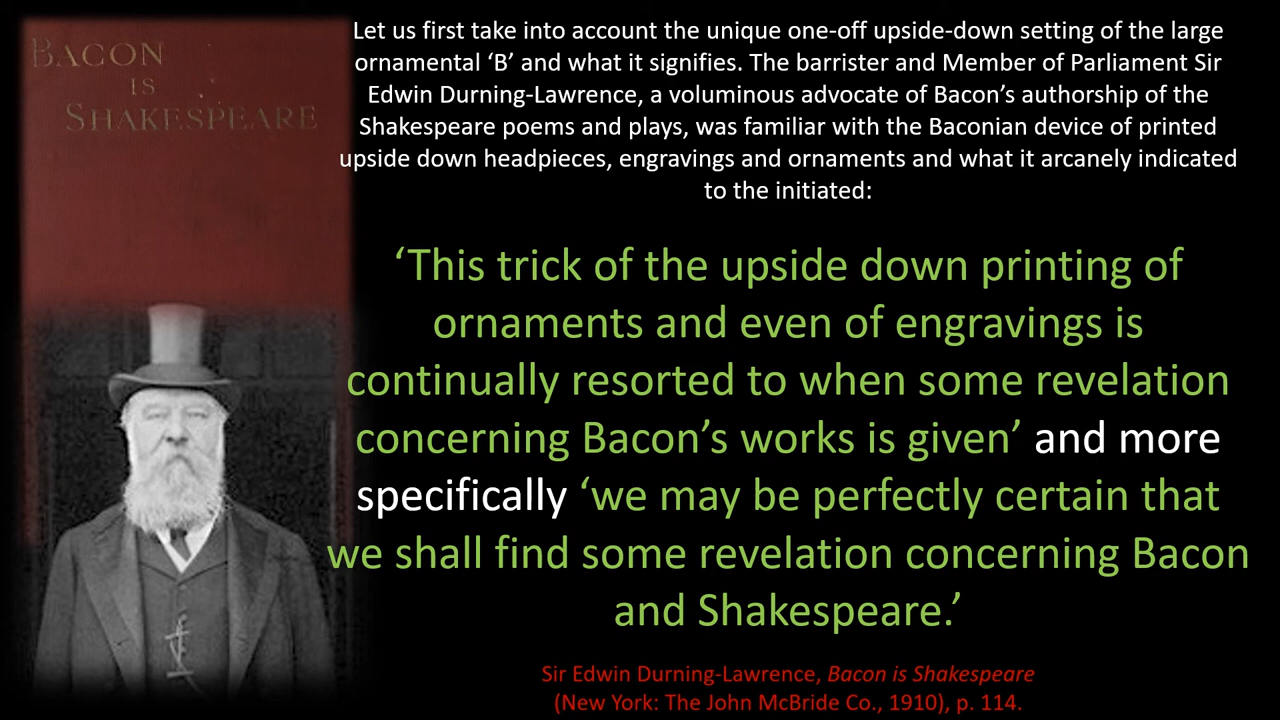 BACON
IS
SHAKESPEARE
Let us first take into account the unique one-off upside-down setting of the large
ornamental ‘B’ and what it signifies. The barrister and Member of Parliament Sir
Edwin Durning-Lawrence, a voluminous advocate of Bacon’s authorship of the
Shakespeare poems and plays, was familiar with the Baconian device of printed
upside down headpieces, engravings and ornaments and what it arcanely indicated
to the initiated:
‘This trick of the upside down printing of
ornaments and even of engravings is
continually resorted to when some revelation
concerning Bacon’s works is given’ and more
specifically ‘we may be perfectly certain that
we shall find some revelation concerning Bacon
and Shakespeare.’
Sir Edwin Durning-Lawrence, Bacon is Shakespeare
(New York: The John McBride Co., 1910), p. 114.